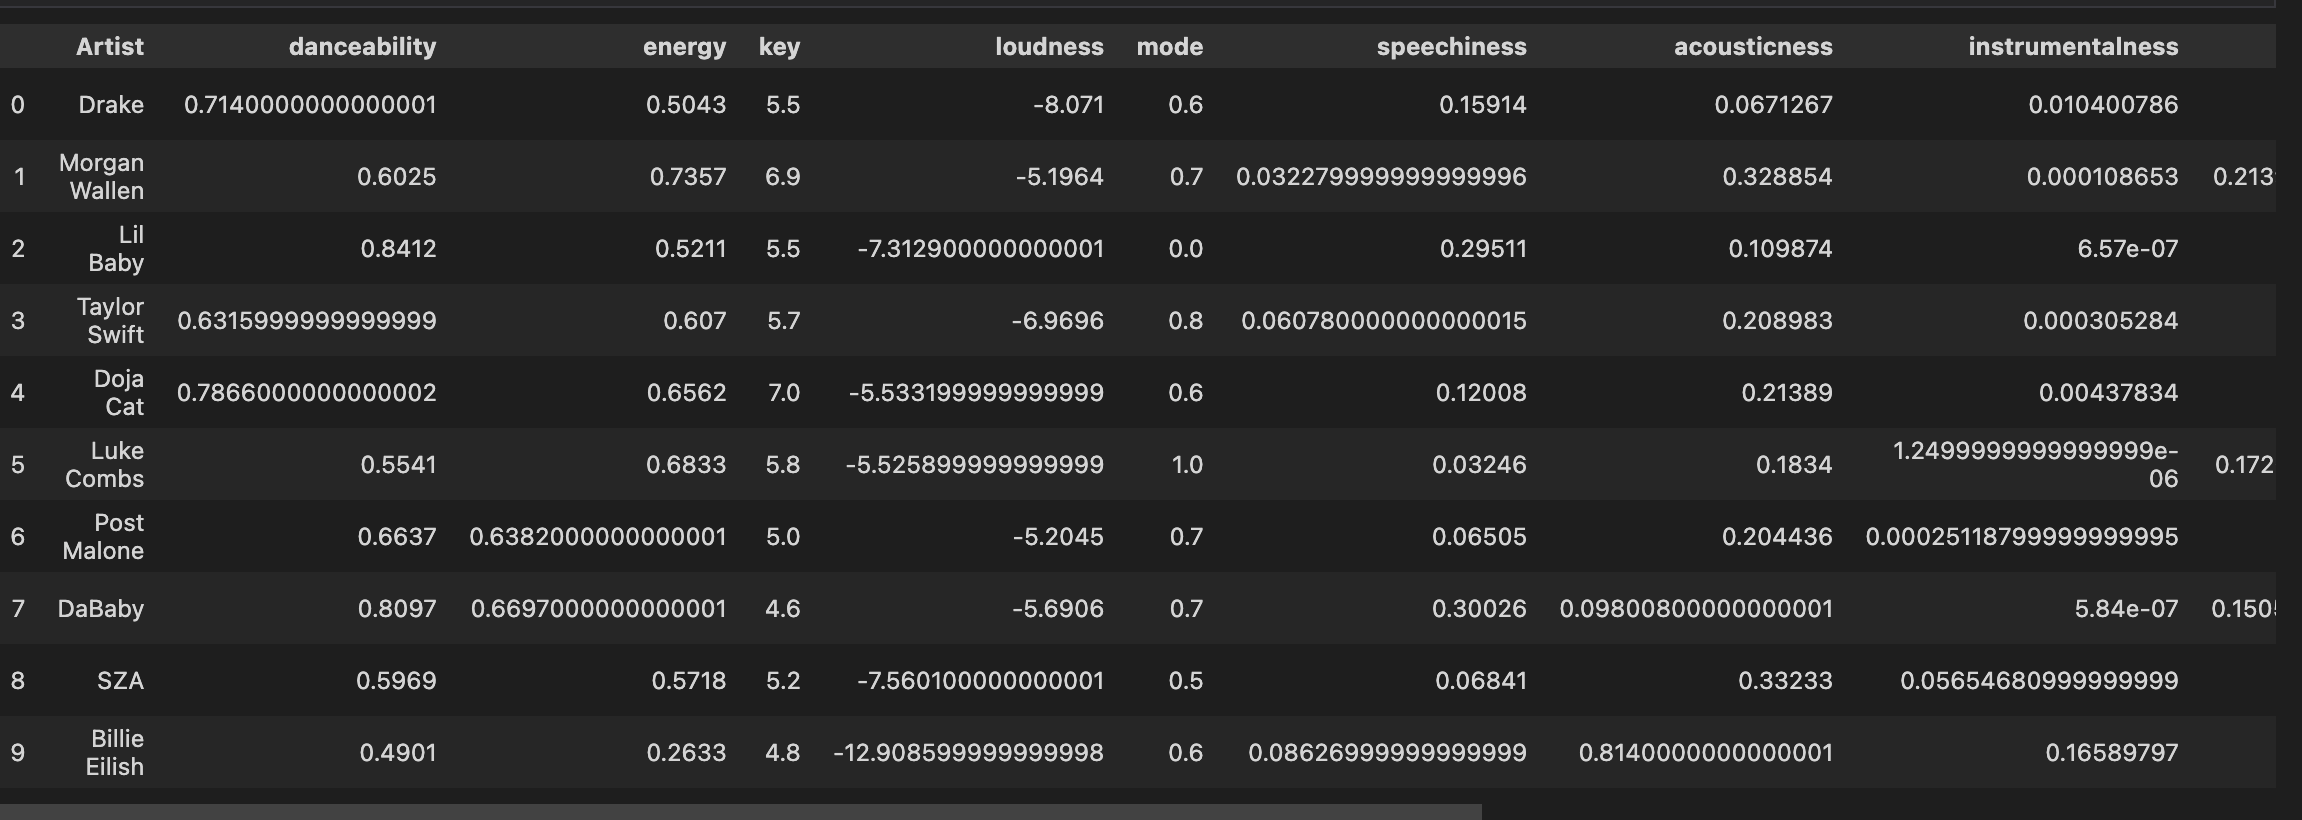 Artist danceability energy key loudness mode speechiness acousticness instrumentalness
0 Drake 0.7140000000000001 0.5043 5.5 -8.071 0.6 0.15914 0.0671267 0.010400786
1 Morgan Wallen 0.6025 0.7357 6.9 -5.1964 0.7 0.032279999999999996 0.328854 0.000108653 0.213
2 Lil Baby 0.8412 0.5211 5.5 -7.312900000000001 0.0 0.29511 0.109874 6.57e-07
3 Taylor Swift 0.6315999999999999 0.607 5.7 -6.9696 0.8 0.060780000000000015 0.208983 0.000305284
4 Doja Cat 0.7866000000000002 0.6562 7.0 -5.533199999999999 0.6 0.12008 0.21389 0.00437834
5 Luke Combs 0.5541 0.6833 5.8 -5.525899999999999 1.0 0.03246 0.1834 1.2499999999999999e-06 0.172
6 Post Malone 0.6637 0.6382000000000001 5.0 -5.2045 0.7 0.06505 0.204436 0.00025118799999999995
7 DaBaby 0.8097 0.6697000000000001 4.6 -5.6906 0.7 0.30026 0.09800800000000001 5.84e-07 0.150
8 SZA 0.5969 0.5718 5.2 -7.560100000000001 0.5 0.06841 0.33233 0.05654680999999999
9 Billie Eilish 0.4901 0.2633 4.8 -12.908599999999998 0.6 0.08626999999999999 0.8140000000000001 0.16589797